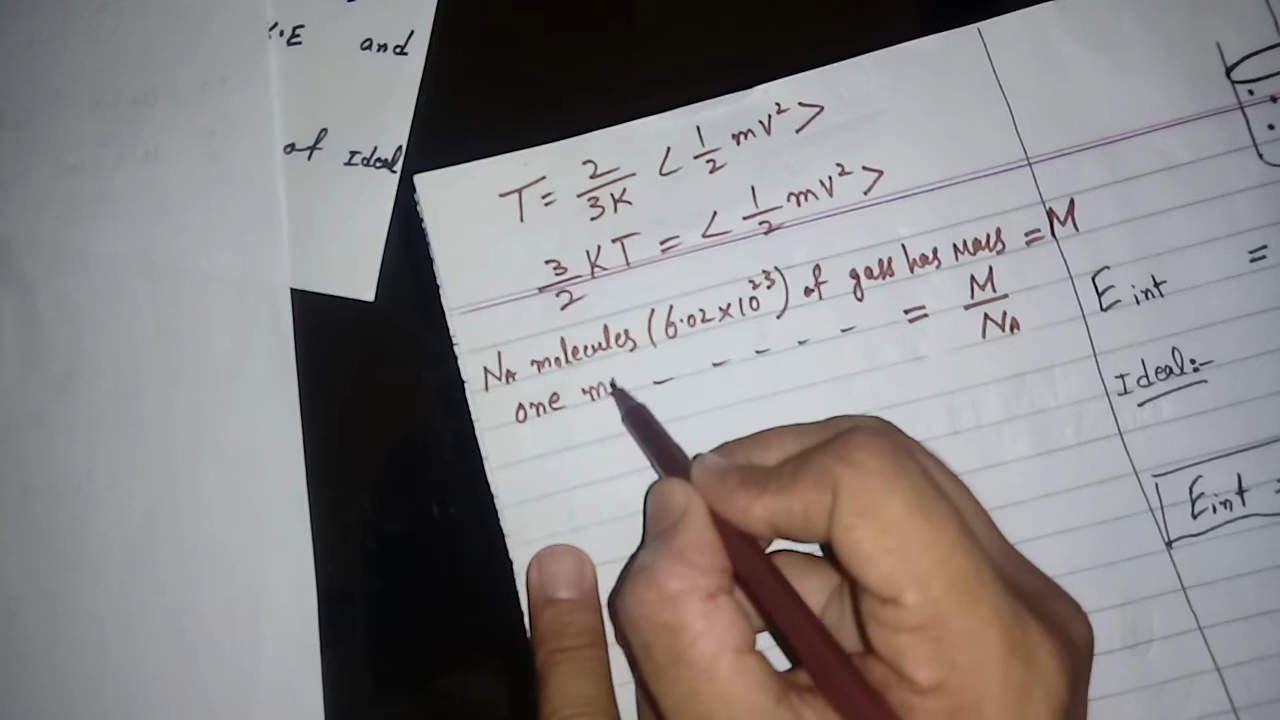 K.E and
of Ideal
T = 2/3K < 1/2 mv² >
3/2 KT = < 1/2 mv² >
NA molecules (6.02×10²³) of gass has Mass = M
one m - - - - - = M/NA
Eint =
Ideal:-
Eint =